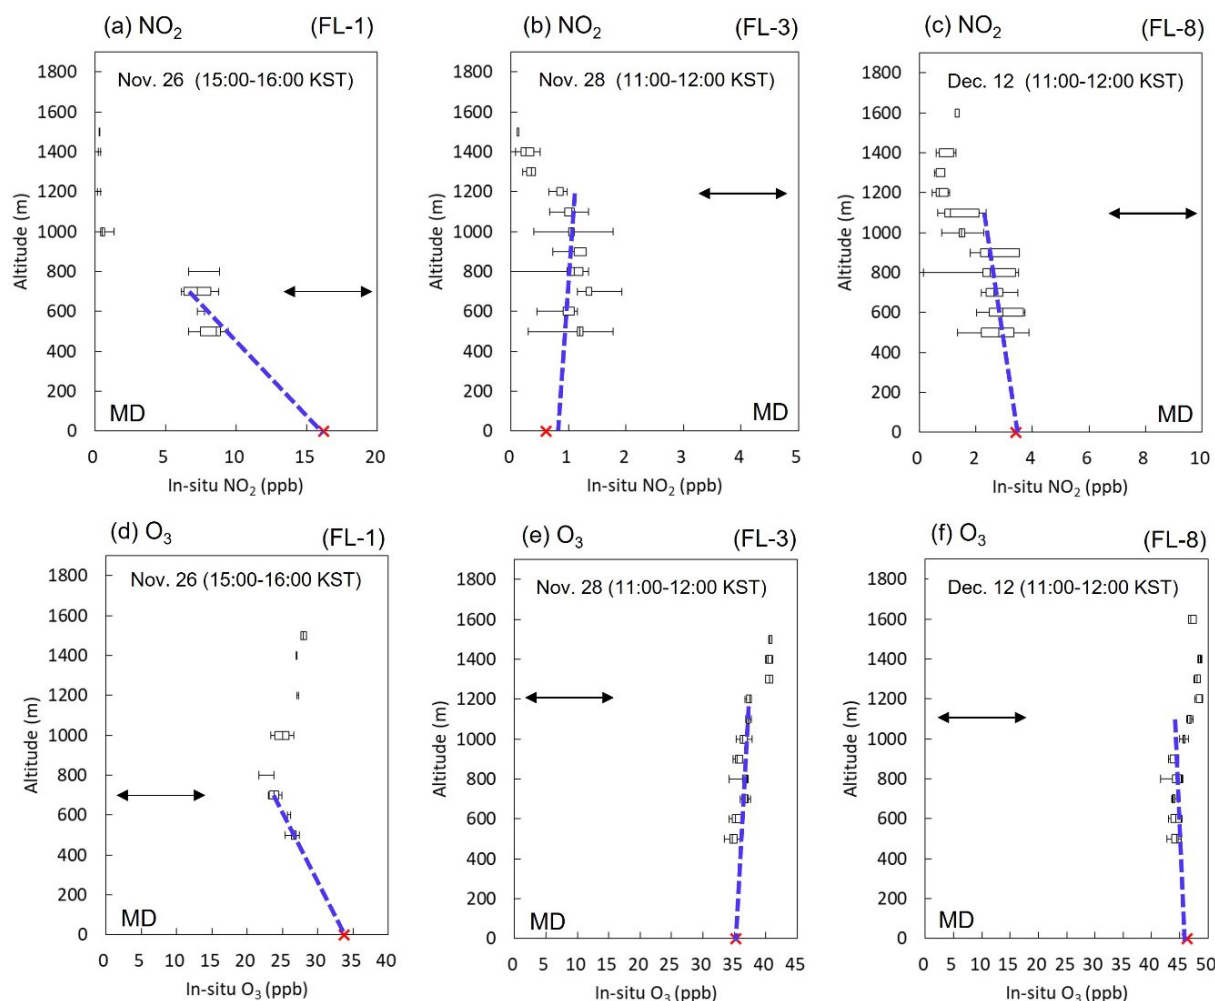 (a) NO₂ (FL-1)
Nov. 26 (15:00-16:00 KST)
Altitude (m)
1800
1600
1400
1200
1000
800
600
400
200
0
MD
0 5 10 15 20
In-situ NO₂ (ppb)
(b) NO₂ (FL-3)
Nov. 28 (11:00-12:00 KST)
Altitude (m)
1800
1600
1400
1200
1000
800
600
400
200
0
MD
0 1 2 3 4 5
In-situ NO₂ (ppb)
(c) NO₂ (FL-8)
Dec. 12 (11:00-12:00 KST)
Altitude (m)
1800
1600
1400
1200
1000
800
600
400
200
0
MD
0 2 4 6 8 10
In-situ NO₂ (ppb)
(d) O₃ (FL-1)
Nov. 26 (15:00-16:00 KST)
Altitude (m)
1800
1600
1400
1200
1000
800
600
400
200
0
MD
0 5 10 15 20 25 30 35 40
In-situ O₃ (ppb)
(e) O₃ (FL-3)
Nov. 28 (11:00-12:00 KST)
Altitude (m)
1800
1600
1400
1200
1000
800
600
400
200
0
MD
0 5 10 15 20 25 30 35 40 45
In-situ O₃ (ppb)
(f) O₃ (FL-8)
Dec. 12 (11:00-12:00 KST)
Altitude (m)
1800
1600
1400
1200
1000
800
600
400
200
0
MD
0 5 10 15 20 25 30 35 40 45 50
In-situ O₃ (ppb)